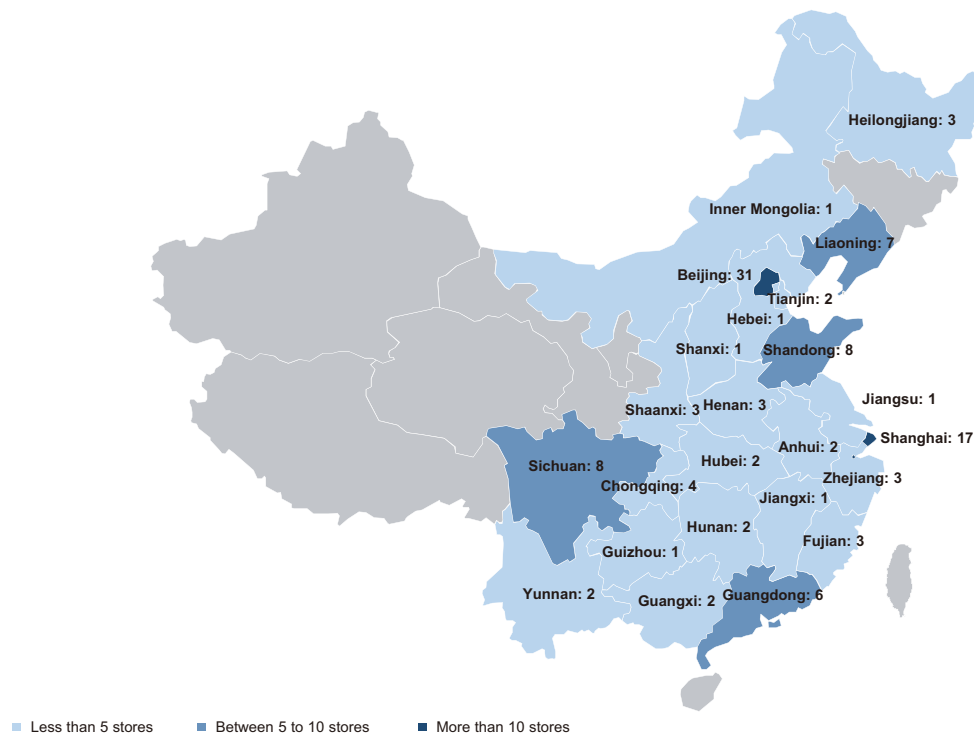 Heilongjiang: 3
Inner Mongolia: 1
Liaoning: 7
Beijing: 31
Tianjin: 2
Hebei: 1
Shanxi: 1
Shandong: 8
Jiangsu: 1
Shaanxi: 3
Henan: 3
Shanghai: 17
Anhui: 2
Hubei: 2
Sichuan: 8
Zhejiang: 3
Chongqing: 4
Jiangxi: 1
Hunan: 2
Fujian: 3
Guizhou: 1
Yunnan: 2
Guangxi: 2
Guangdong: 6
Less than 5 stores
Between 5 to 10 stores
More than 10 stores